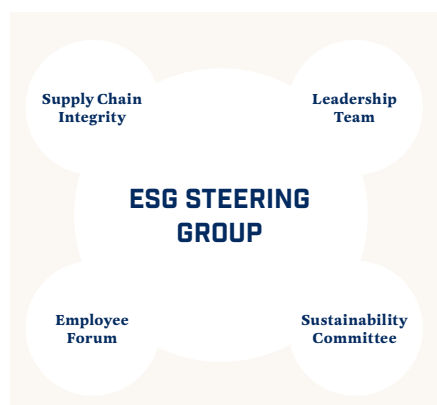 Supply Chain
Integrity
Leadership
Team
ESG STEERING
GROUP
Employee
Forum
Sustainability
Committee